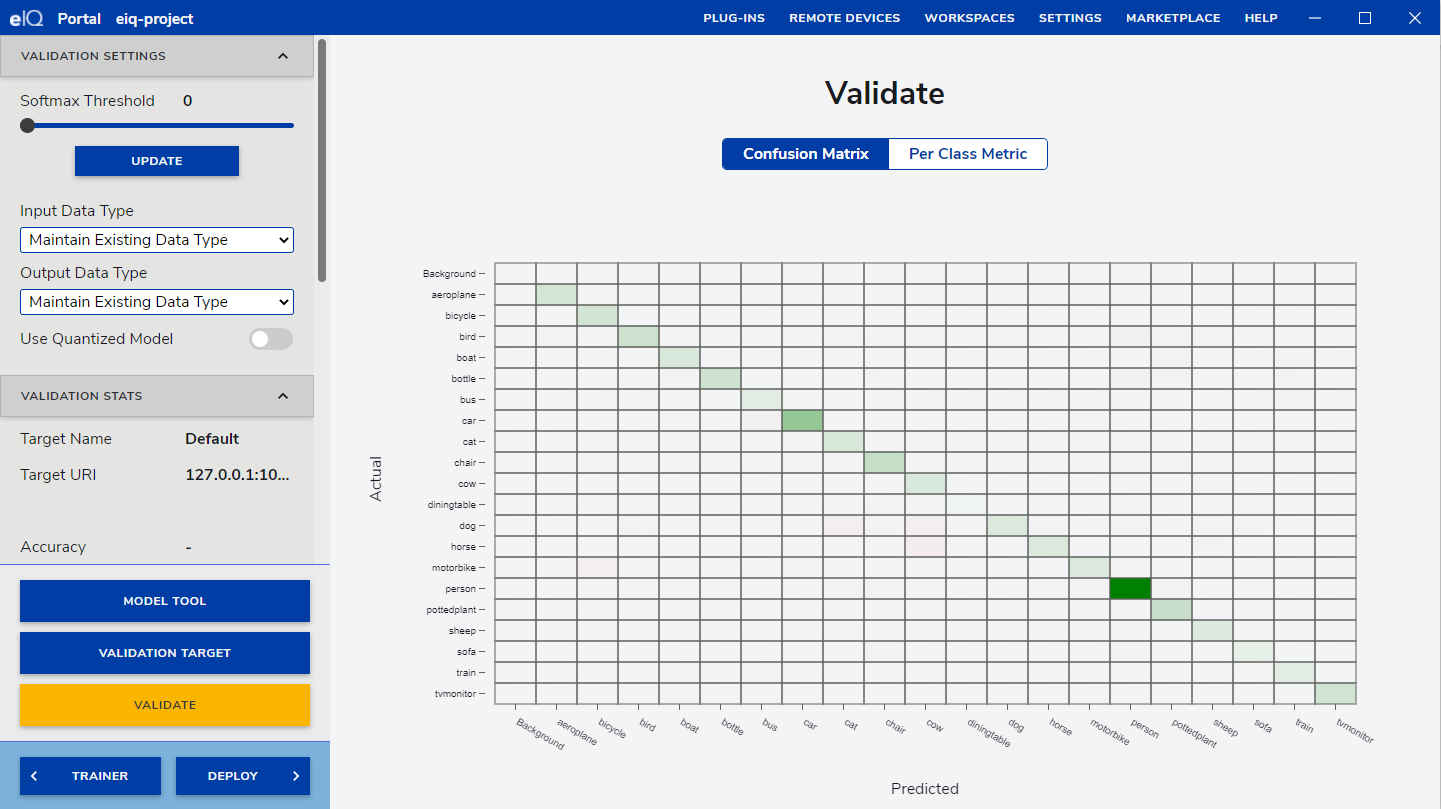 eIQ Portal eiq-project PLUG-INS REMOTE DEVICES WORKSPACES SETTINGS MARKETPLACE HELP
VALIDATION SETTINGS
Softmax Threshold 0
UPDATE
Input Data Type
Maintain Existing Data Type
Output Data Type
Maintain Existing Data Type
Use Quantized Model
VALIDATION STATS
Target Name Default
Target URI 127.0.0.1:10...
Accuracy -
MODEL TOOL
VALIDATION TARGET
VALIDATE
TRAINER DEPLOY
Validate
Confusion Matrix Per Class Metric
Actual
Background
aeroplane
bicycle
bird
boat
bottle
bus
car
cat
chair
cow
diningtable
dog
horse
motorbike
person
pottedplant
sheep
sofa
train
tvmonitor
Background aeroplane bicycle bird boat bottle bus car cat chair cow diningtable dog horse motorbike person pottedplant sheep sofa train tvmonitor
Predicted